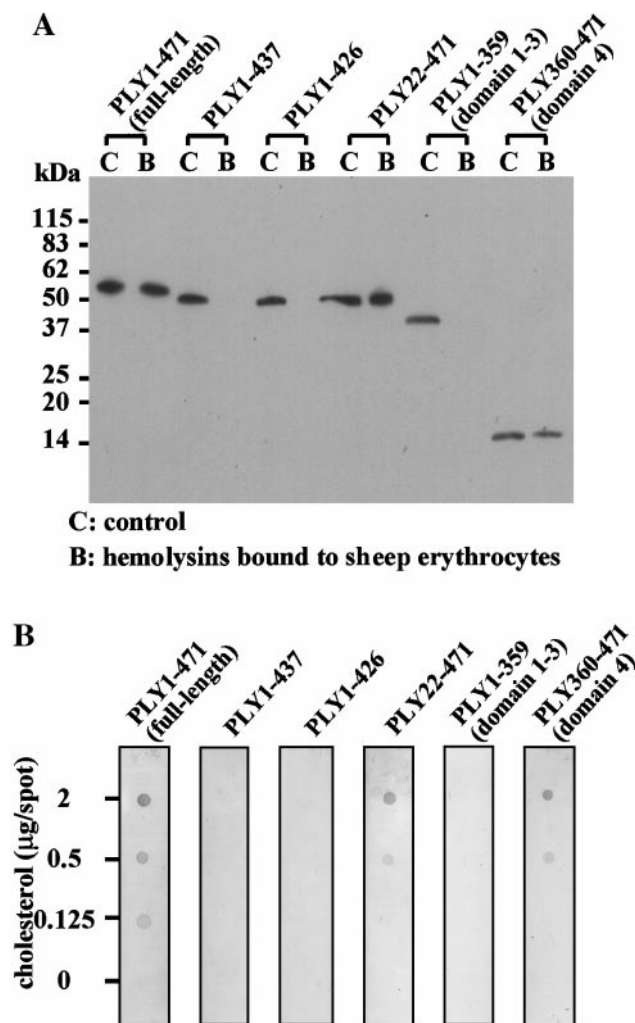 A
PLY1-471
(full-length)
PLY1-437
PLY1-426
PLY22-471
PLY1-359
(domain 1-3)
PLY360-471
(domain 4)
C B C B C B C B C B C B
kDa
115
83
62
50
37
25
20
14
C: control
B: hemolysins bound to sheep erythrocytes
B
PLY1-471
(full-length)
PLY1-437
PLY1-426
PLY22-471
PLY1-359
(domain 1-3)
PLY360-471
(domain 4)
cholesterol (µg/spot)
2
0.5
0.125
0